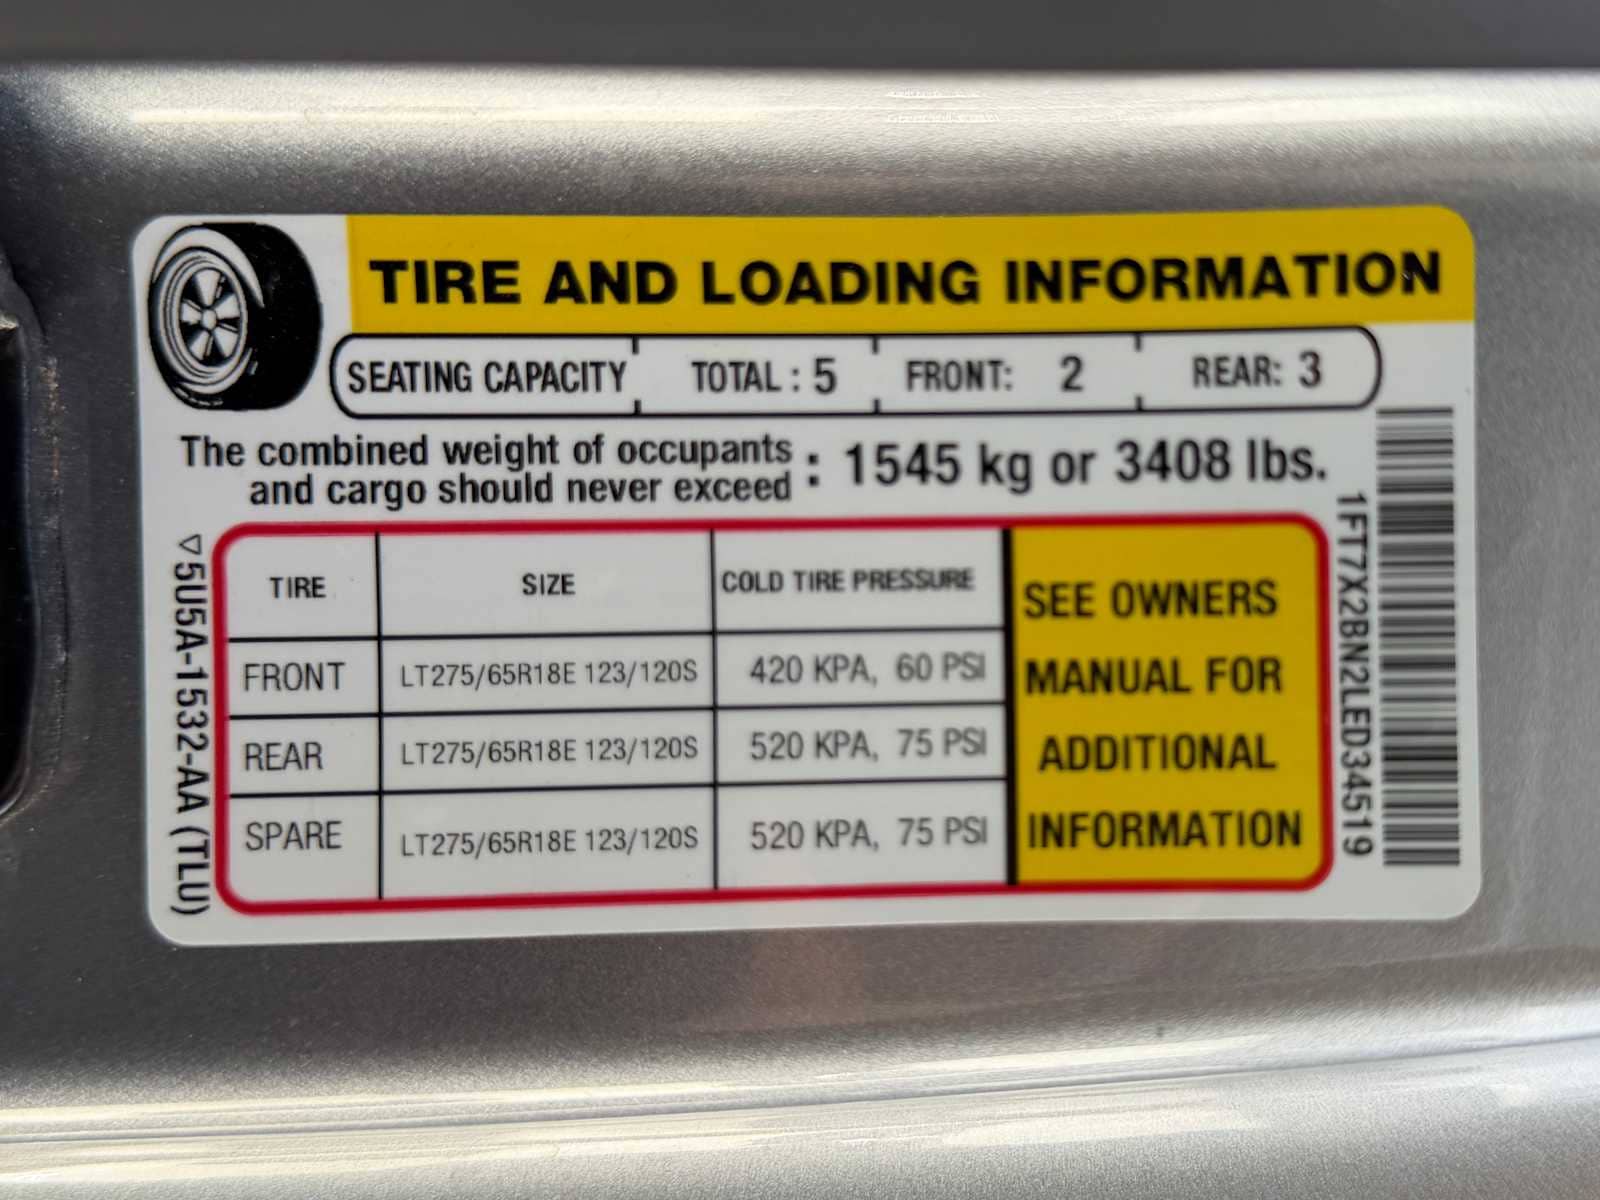 TIRE AND LOADING INFORMATION
SEATING CAPACITY TOTAL : 5 FRONT: 2 REAR: 3
The combined weight of occupants
and cargo should never exceed : 1545 kg or 3408 lbs.
TIRE SIZE COLD TIRE PRESSURE
FRONT LT275/65R18E 123/120S 420 KPA, 60 PSI
REAR LT275/65R18E 123/120S 520 KPA, 75 PSI
SPARE LT275/65R18E 123/120S 520 KPA, 75 PSI
SEE OWNERS
MANUAL FOR
ADDITIONAL
INFORMATION
5U5A-1532-AA (TLU)
1FT7X2BN2LED34519